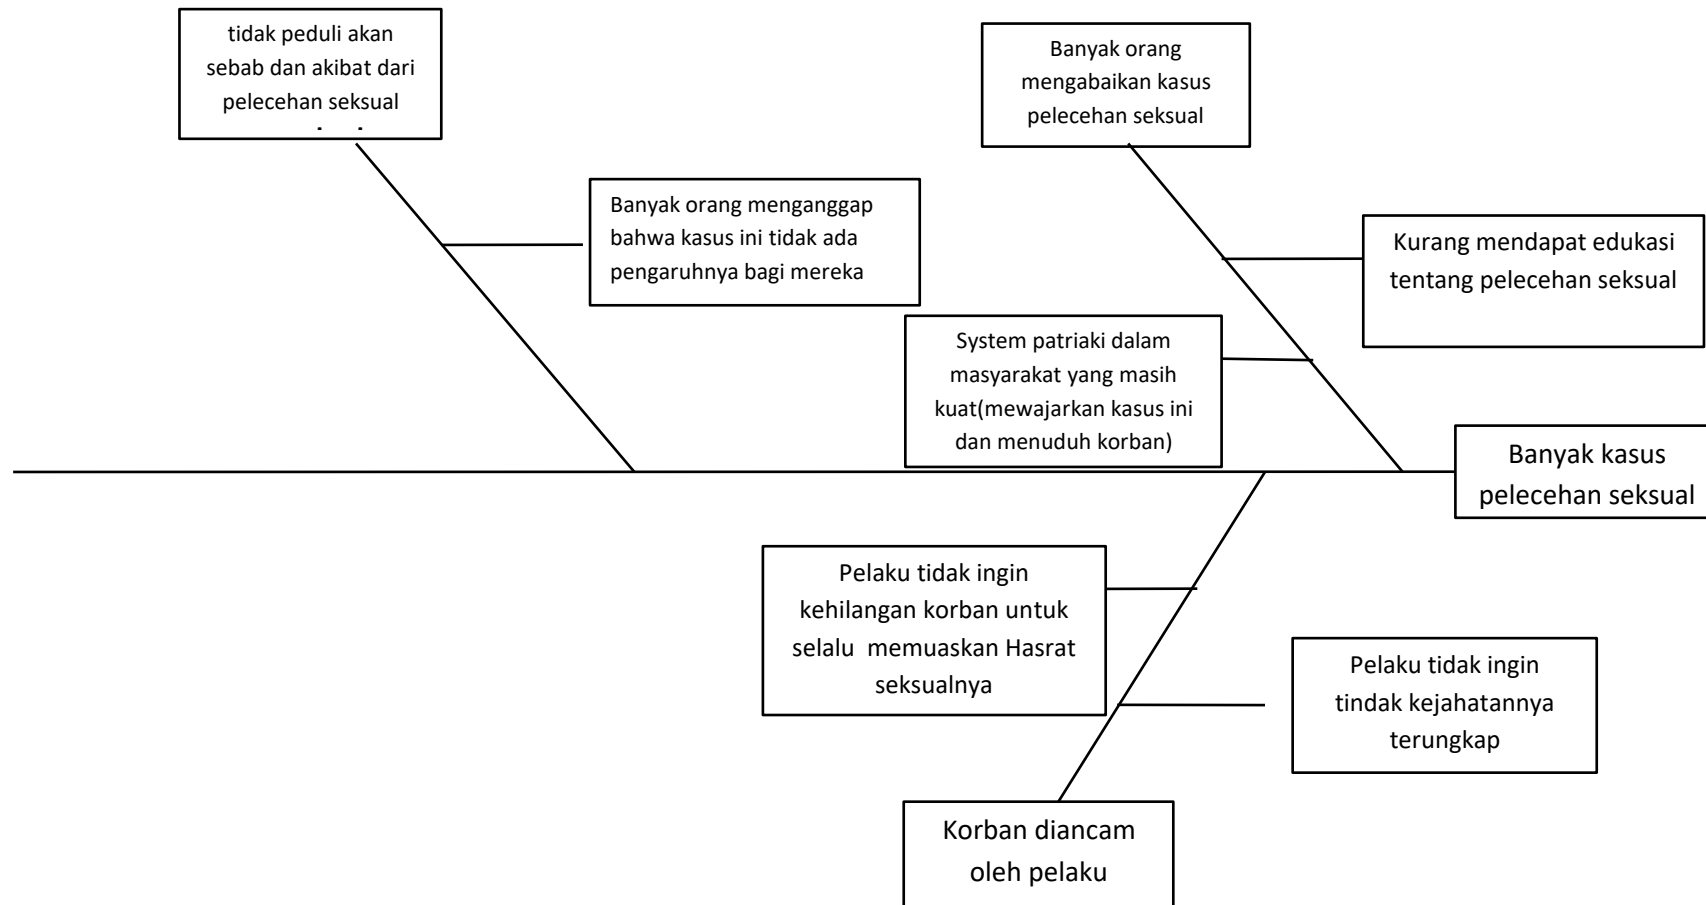 tidak peduli akan
sebab dan akibat dari
pelecehan seksual
Banyak orang
mengabaikan kasus
pelecehan seksual
Banyak orang menganggap
bahwa kasus ini tidak ada
pengaruhnya bagi mereka
Kurang mendapat edukasi
tentang pelecehan seksual
System patriaki dalam
masyarakat yang masih
kuat(mewajarkan kasus ini
dan menuduh korban)
Banyak kasus
pelecehan seksual
Pelaku tidak ingin
kehilangan korban untuk
selalu  memuaskan Hasrat
seksualnya
Pelaku tidak ingin
tindak kejahatannya
terungkap
Korban diancam
oleh pelaku